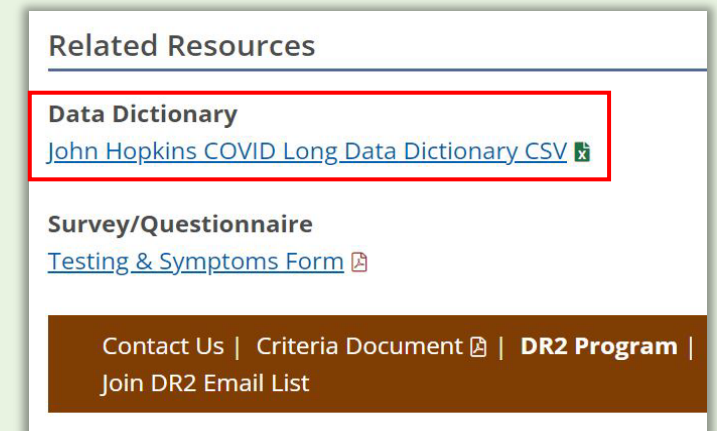 Related Resources
Data Dictionary
John Hopkins COVID Long Data Dictionary CSV
Survey/Questionnaire
Testing & Symptoms Form
Contact Us | Criteria Document | DR2 Program |
Join DR2 Email List